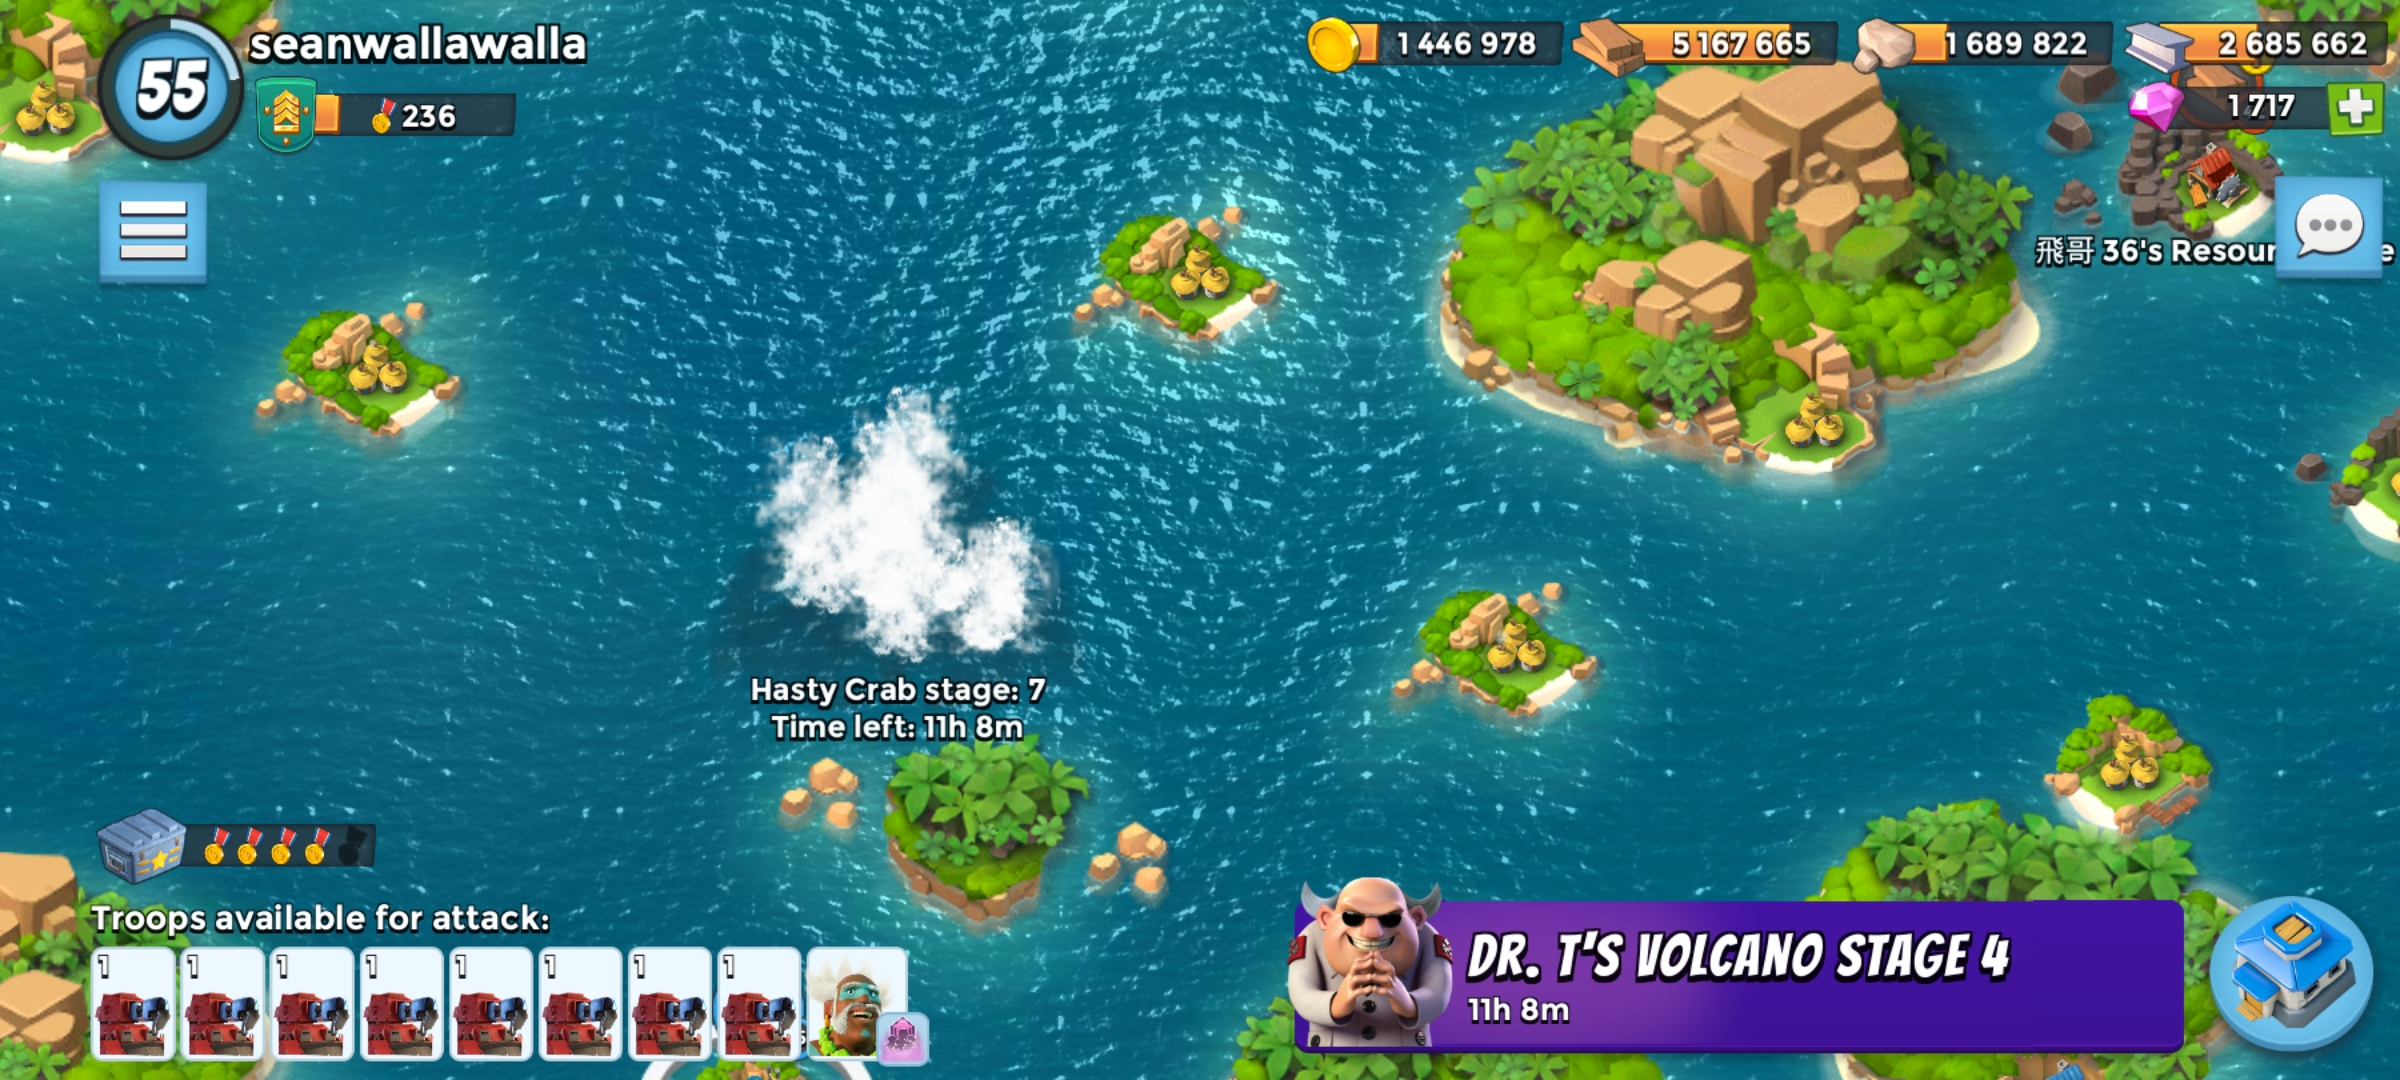 55
seanwallawalla
236
1 446 978
5 167 665
1 689 822
2 685 662
1 717
飛哥 36's Resour
Hasty Crab stage: 7
Time left: 11h 8m
Troops available for attack:
1 1 1 1 1 1 1 1
DR. T'S VOLCANO STAGE 4
11h 8m